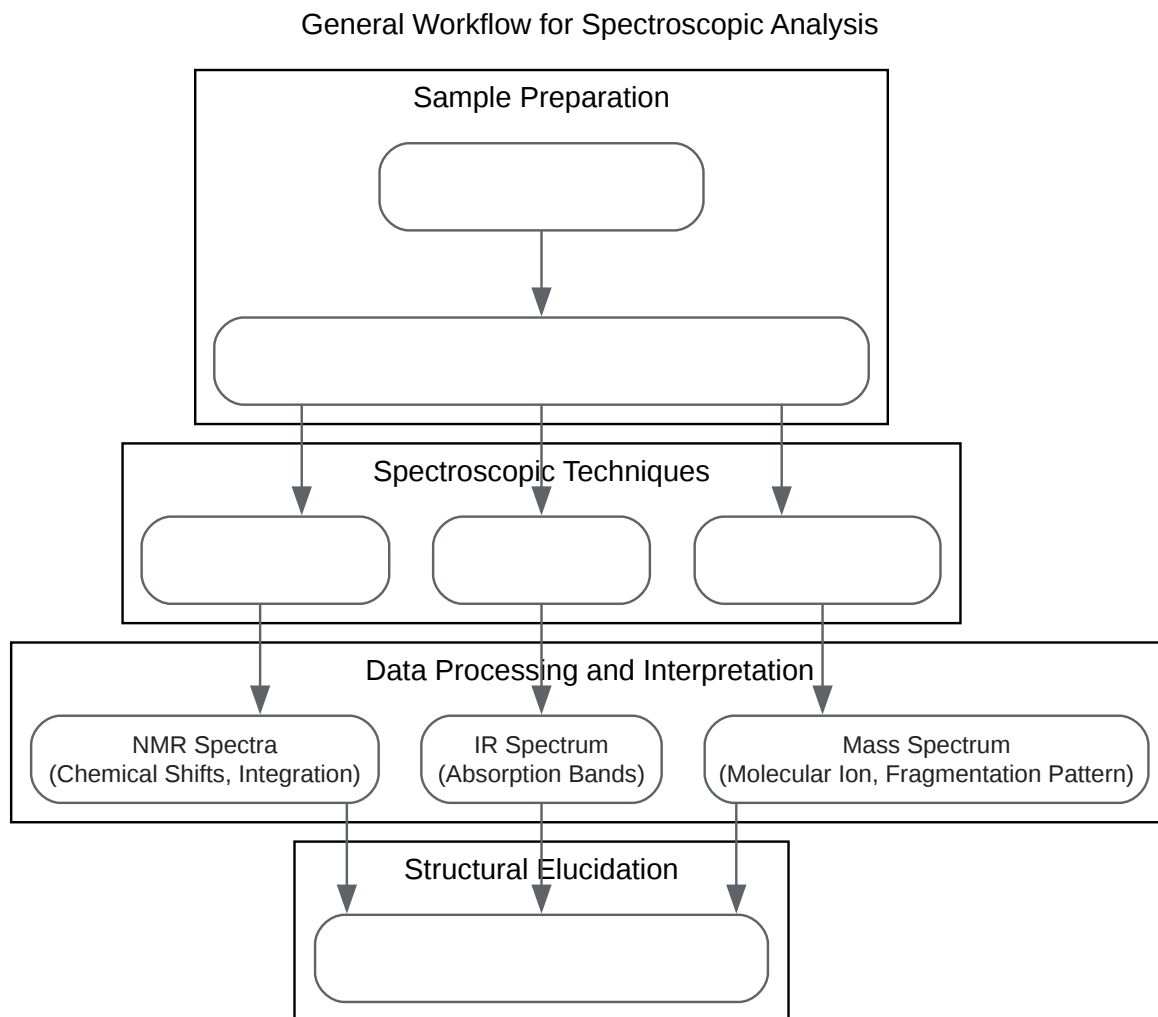 General Workflow for Spectroscopic Analysis
Sample Preparation
Spectroscopic Techniques
Data Processing and Interpretation
NMR Spectra
(Chemical Shifts, Integration)
IR Spectrum
(Absorption Bands)
Mass Spectrum
(Molecular Ion, Fragmentation Pattern)
Structural Elucidation